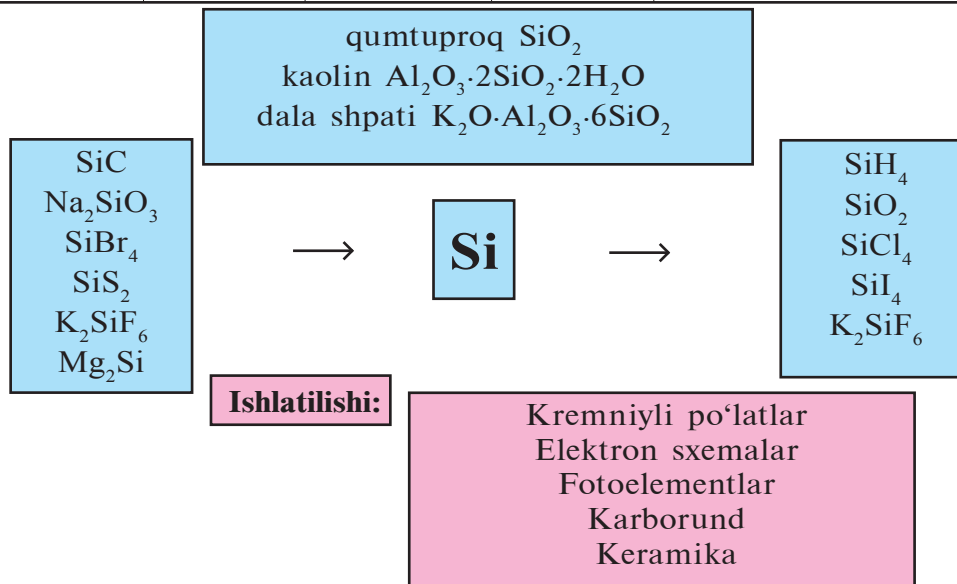 qumtuproq SiO₂
kaolin Al₂O₃·2SiO₂·2H₂O
dala shpati K₂O·Al₂O₃·6SiO₂
SiC
Na₂SiO₃
SiBr₄
SiS₂
K₂SiF₆
Mg₂Si
⟶
Si
⟶
SiH₄
SiO₂
SiCl₄
SiI₄
K₂SiF₆
Ishlatilishi:
Kremniyli po‘latlar
Elektron sxemalar
Fotoelementlar
Karborund
Keramika